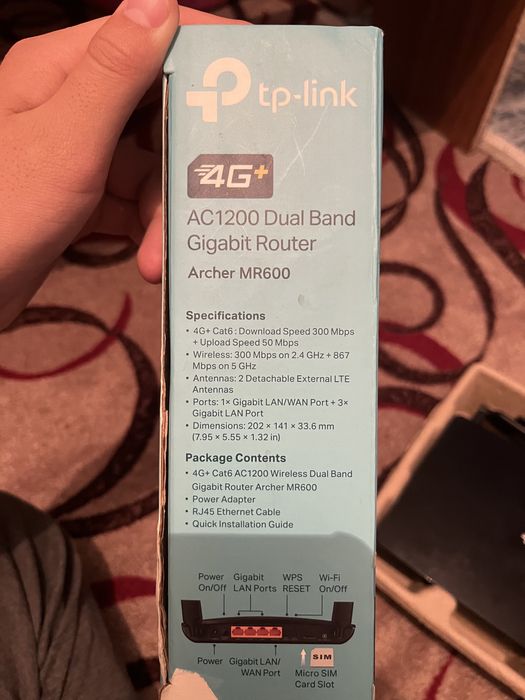 tp-link
4G+
AC1200 Dual Band
Gigabit Router
Archer MR600
Specifications
• 4G+ Cat6 : Download Speed 300 Mbps
+ Upload Speed 50 Mbps
• Wireless: 300 Mbps on 2.4 GHz + 867
Mbps on 5 GHz
• Antennas: 2 Detachable External LTE
Antennas
• Ports: 1× Gigabit LAN/WAN Port + 3×
Gigabit LAN Port
• Dimensions: 202 × 141 × 33.6 mm
(7.95 × 5.55 × 1.32 in)
Package Contents
• 4G+ Cat6 AC1200 Wireless Dual Band
Gigabit Router Archer MR600
• Power Adapter
• RJ45 Ethernet Cable
• Quick Installation Guide
Power
On/Off
Gigabit
LAN Ports
WPS
RESET
Wi-Fi
On/Off
Power
Gigabit LAN/
WAN Port
SIM
Micro SIM
Card Slot